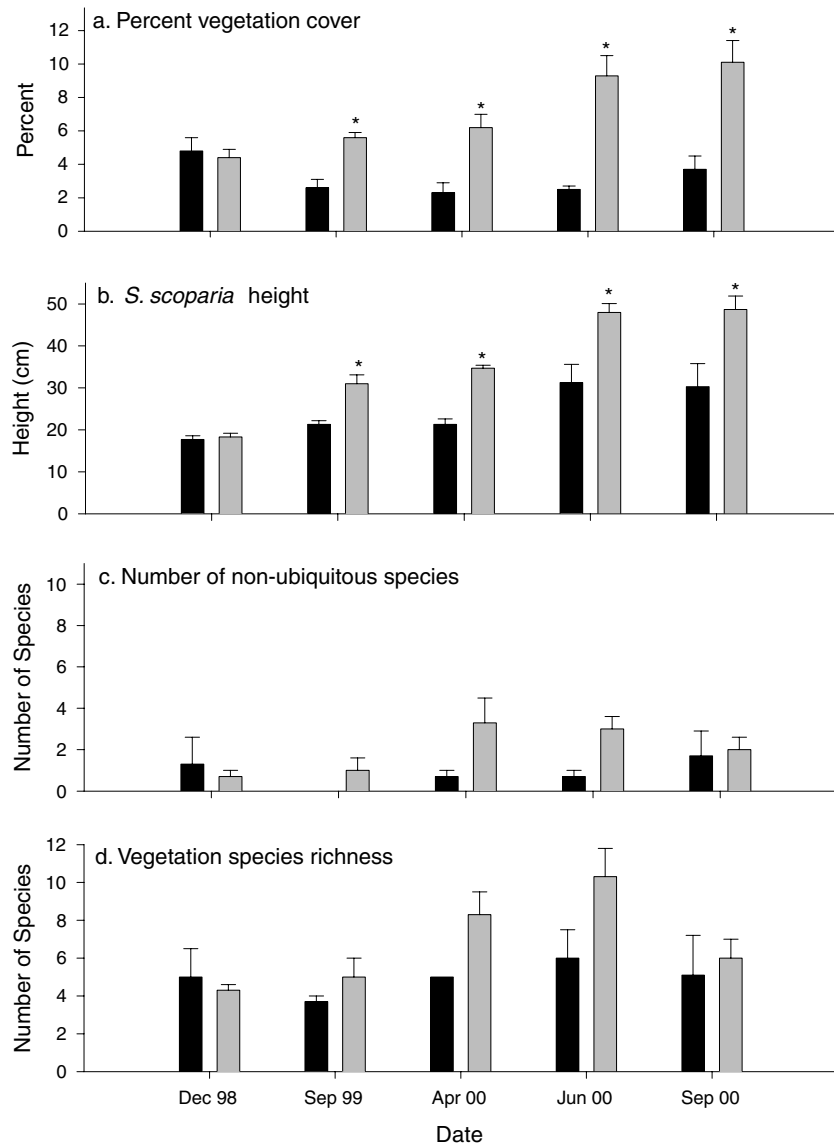 a. Percent vegetation cover
12
10
8
6
4
2
0
Percent
* * * *
b. S. scoparia height
50
40
30
20
10
0
Height (cm)
* * * *
c. Number of non-ubiquitous species
10
8
6
4
2
0
Number of Species
d. Vegetation species richness
12
10
8
6
4
2
0
Number of Species
Dec 98 Sep 99 Apr 00 Jun 00 Sep 00
Date